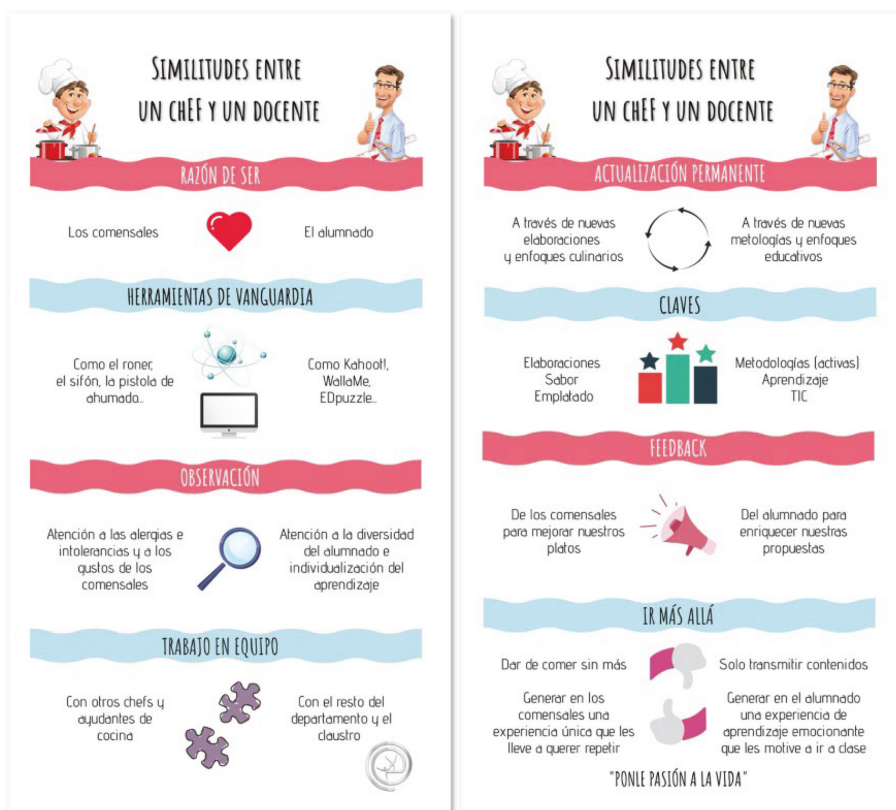 SIMILITUDES ENTRE
UN CHEF Y UN DOCENTE
RAZÓN DE SER
Los comensales
El alumnado
HERRAMIENTAS DE VANGUARDIA
Como el roner,
el sifón, la pistola de
ahumado...
Como Kahoot!,
WallaMe,
EDpuzzle...
OBSERVACIÓN
Atención a las alergias e
intolerancias y a los
gustos de los
comensales
Atención a la diversidad
del alumnado e
individualización del
aprendizaje
TRABAJO EN EQUIPO
Con otros chefs y
ayudantes de
cocina
Con el resto del
departamento y el
claustro
SIMILITUDES ENTRE
UN CHEF Y UN DOCENTE
ACTUALIZACIÓN PERMANENTE
A través de nuevas
elaboraciones
y enfoques culinarios
A través de nuevas
metologías y enfoques
educativos
CLAVES
Elaboraciones
Sabor
Emplatado
Metodologías (activas)
Aprendizaje
TIC
FEEDBACK
De los comensales
para mejorar nuestros
platos
Del alumnado para
enriquecer nuestras
propuestas
IR MÁS ALLÁ
Dar de comer sin más
Solo transmitir contenidos
Generar en los
comensales una
experiencia única que les
lleve a querer repetir
Generar en el alumnado
una experiencia de
aprendizaje emocionante
que les motive a ir a clase
"PONLE PASIÓN A LA VIDA"